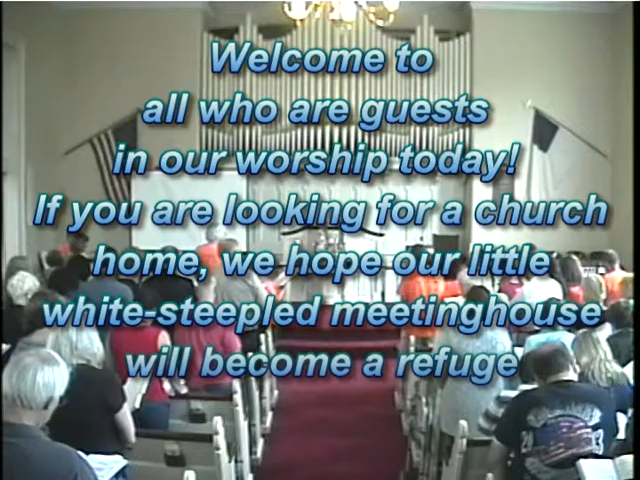 Welcome to
all who are guests
in our worship today!
If you are looking for a church
home, we hope our little
white-steepled meetinghouse
will become a refuge